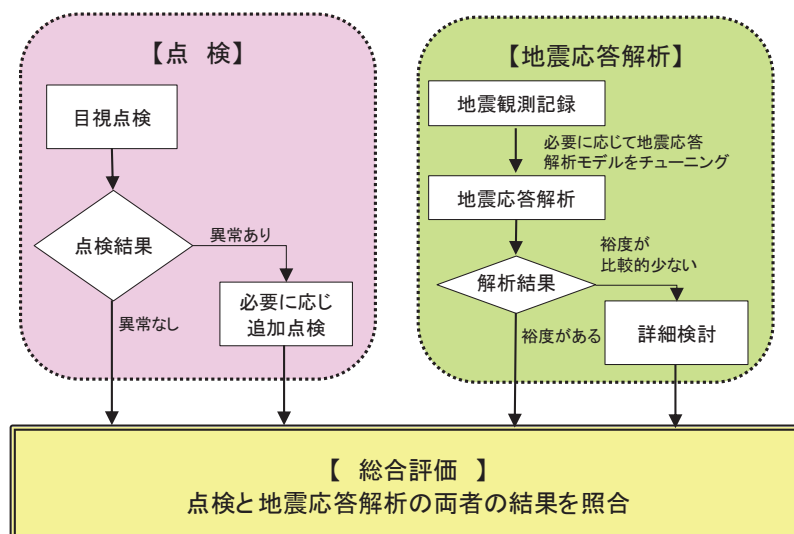 【点 検】
目視点検
点検結果
異常あり
異常なし
必要に応じ
追加点検
【地震応答解析】
地震観測記録
必要に応じて地震応答
解析モデルをチューニング
地震応答解析
解析結果
裕度が
比較的少ない
裕度がある
詳細検討
【 総合評価 】
点検と地震応答解析の両者の結果を照合